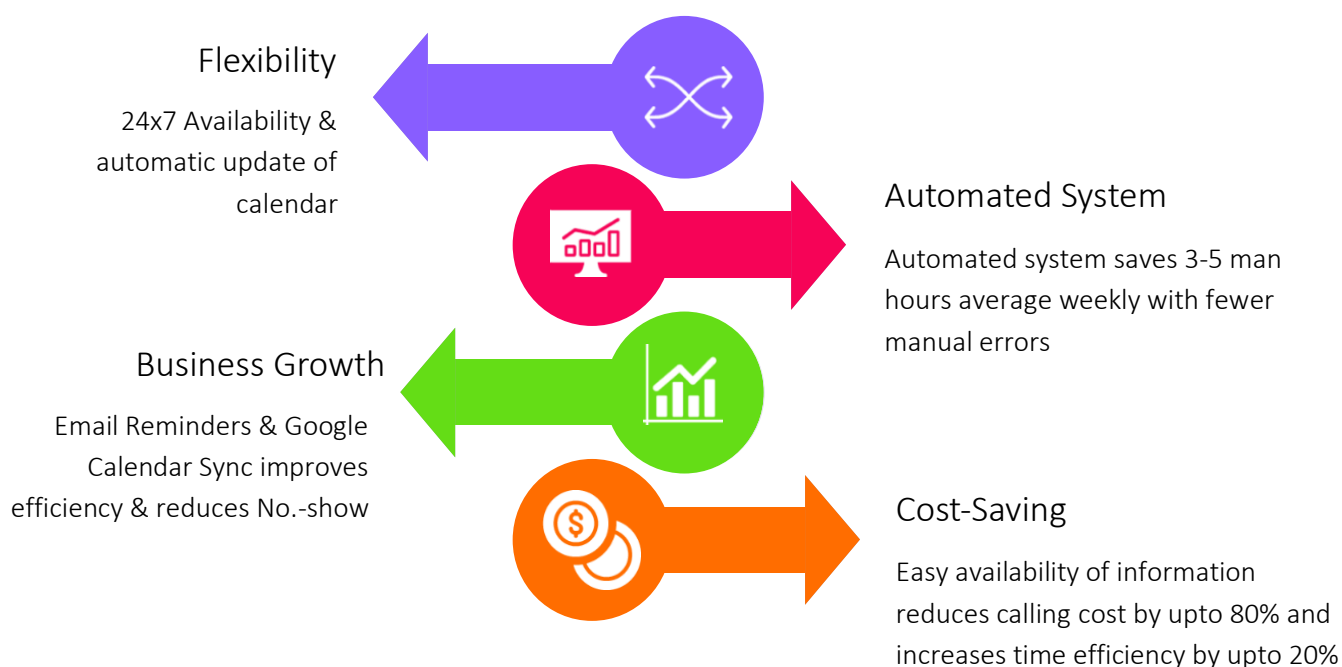 Flexibility
24x7 Availability &
automatic update of
calendar
Automated System
Automated system saves 3-5 man
hours average weekly with fewer
manual errors
Business Growth
Email Reminders & Google
Calendar Sync improves
efficiency & reduces No.-show
$
Cost-Saving
Easy availability of information
reduces calling cost by upto 80% and
increases time efficiency by upto 20%